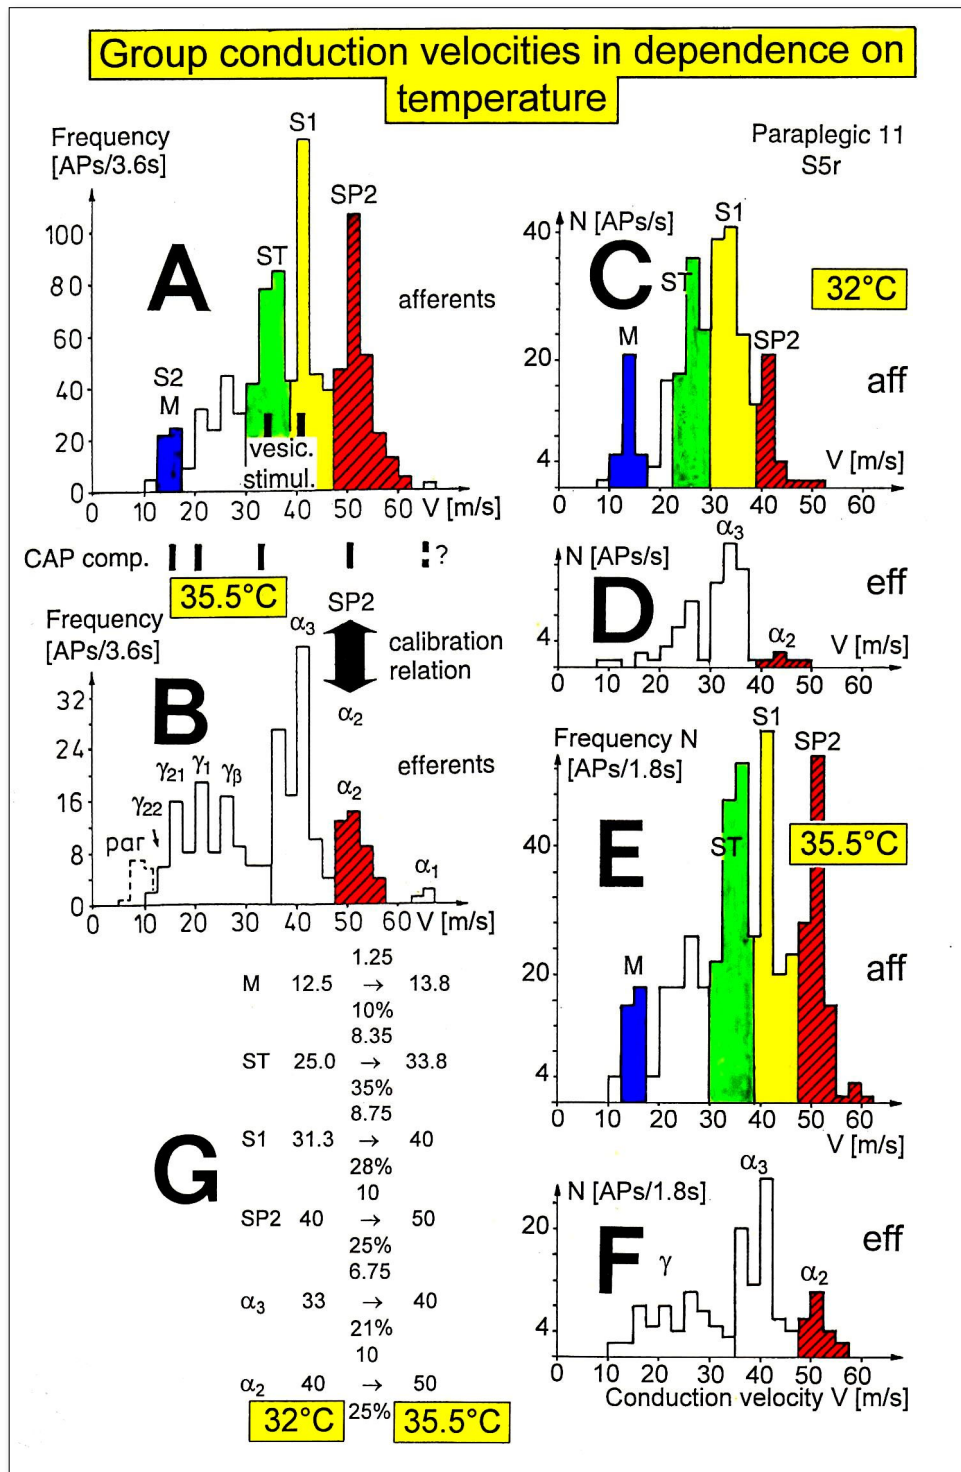 Group conduction velocities in dependence on
temperature
Frequency
[APs/3.6s]
A
afferents
S2
M
ST
S1
SP2
vesic.
stimul.
100
80
60
40
20
0
0 10 20 30 40 50 60 V [m/s]
CAP comp.
?
35.5°C
SP2
calibration
relation
α2
Frequency
[APs/3.6s]
B
efferents
par
γ22
γ21
γ1
γβ
α3
α2
α1
32
24
16
8
0
0 10 20 30 40 50 60 V [m/s]
G
1.25
M 12.5 → 13.8
10%
8.35
ST 25.0 → 33.8
35%
8.75
S1 31.3 → 40
28%
10
SP2 40 → 50
25%
6.75
α3 33 → 40
21%
10
α2 40 → 50
25%
32°C 35.5°C
Paraplegic 11
S5r
N [APs/s]
C
32°C
aff
M
ST
S1
SP2
40
20
4
V [m/s]
0 10 20 30 40 50 60
N [APs/s]
D
eff
α3
α2
4
V [m/s]
0 10 20 30 40 50 60
Frequency N
[APs/1.8s]
E
35.5°C
aff
M
ST
S1
SP2
40
20
4
0 10 20 30 40 50 60
V [m/s]
N [APs/1.8s]
F
eff
γ
α3
α2
20
4
0 10 20 30 40 50 60
Conduction velocity V [m/s]